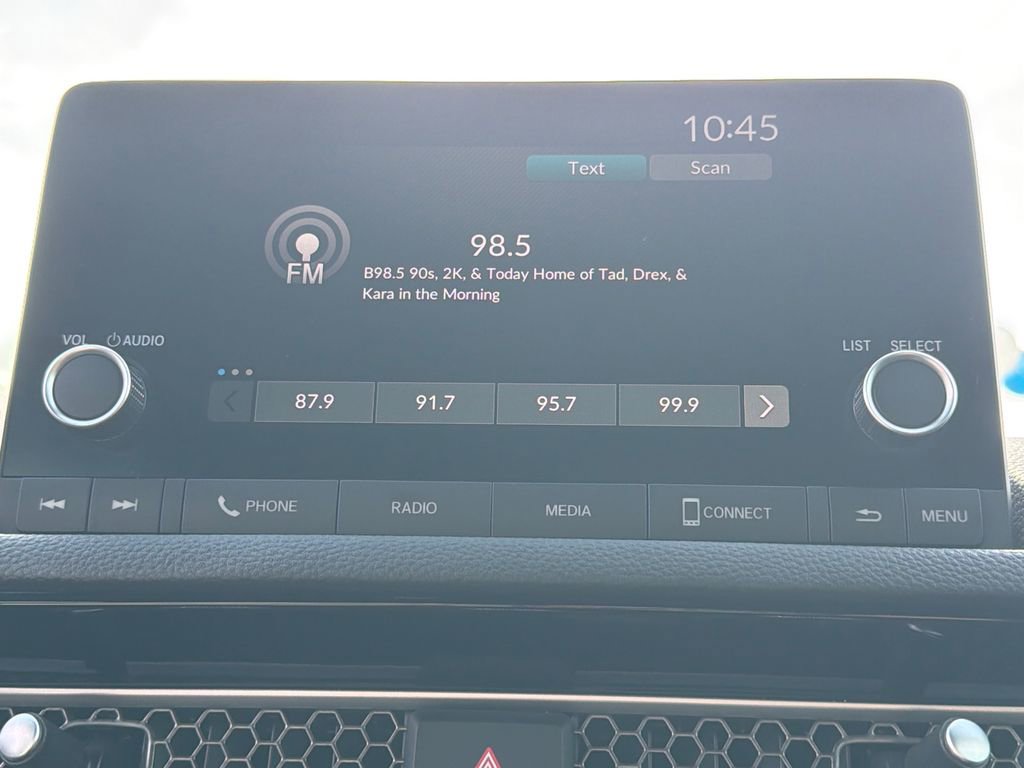 10:45
Text Scan
98.5
FM
B98.5 90s, 2K, & Today Home of Tad, Drex, &
Kara in the Morning
VOL AUDIO
LIST SELECT
87.9 91.7 95.7 99.9
PHONE RADIO MEDIA CONNECT MENU